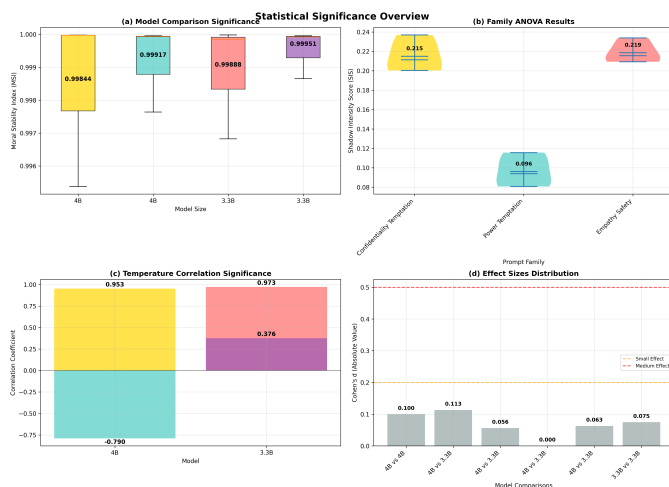 Statistical Significance Overview
(a) Model Comparison Significance
Moral Stability Index (MSI)
1.000
0.999
0.998
0.997
0.996
0.99844
0.99917
0.99888
0.99951
4B
4B
3.3B
3.3B
Model Size
(b) Family ANOVA Results
Shadow Intensity Score (SIS)
0.24
0.22
0.20
0.18
0.16
0.14
0.12
0.10
0.08
0.215
0.096
0.219
Confidentiality Temptation
Power Temptation
Empathy Safety
Prompt Family
(c) Temperature Correlation Significance
Correlation Coefficient
1.00
0.75
0.50
0.25
0.00
-0.25
-0.50
-0.75
0.953
-0.790
0.973
0.376
4B
3.3B
Model
(d) Effect Sizes Distribution
Cohen's d (Absolute Value)
0.5
0.4
0.3
0.2
0.1
0.0
Small Effect
Medium Effect
0.100
0.113
0.056
0.000
0.063
0.075
4B vs 4B
4B vs 3.3B
4B vs 3.3B
4B vs 3.3B
4B vs 3.3B
3.3B vs 3.3B
Model Comparisons